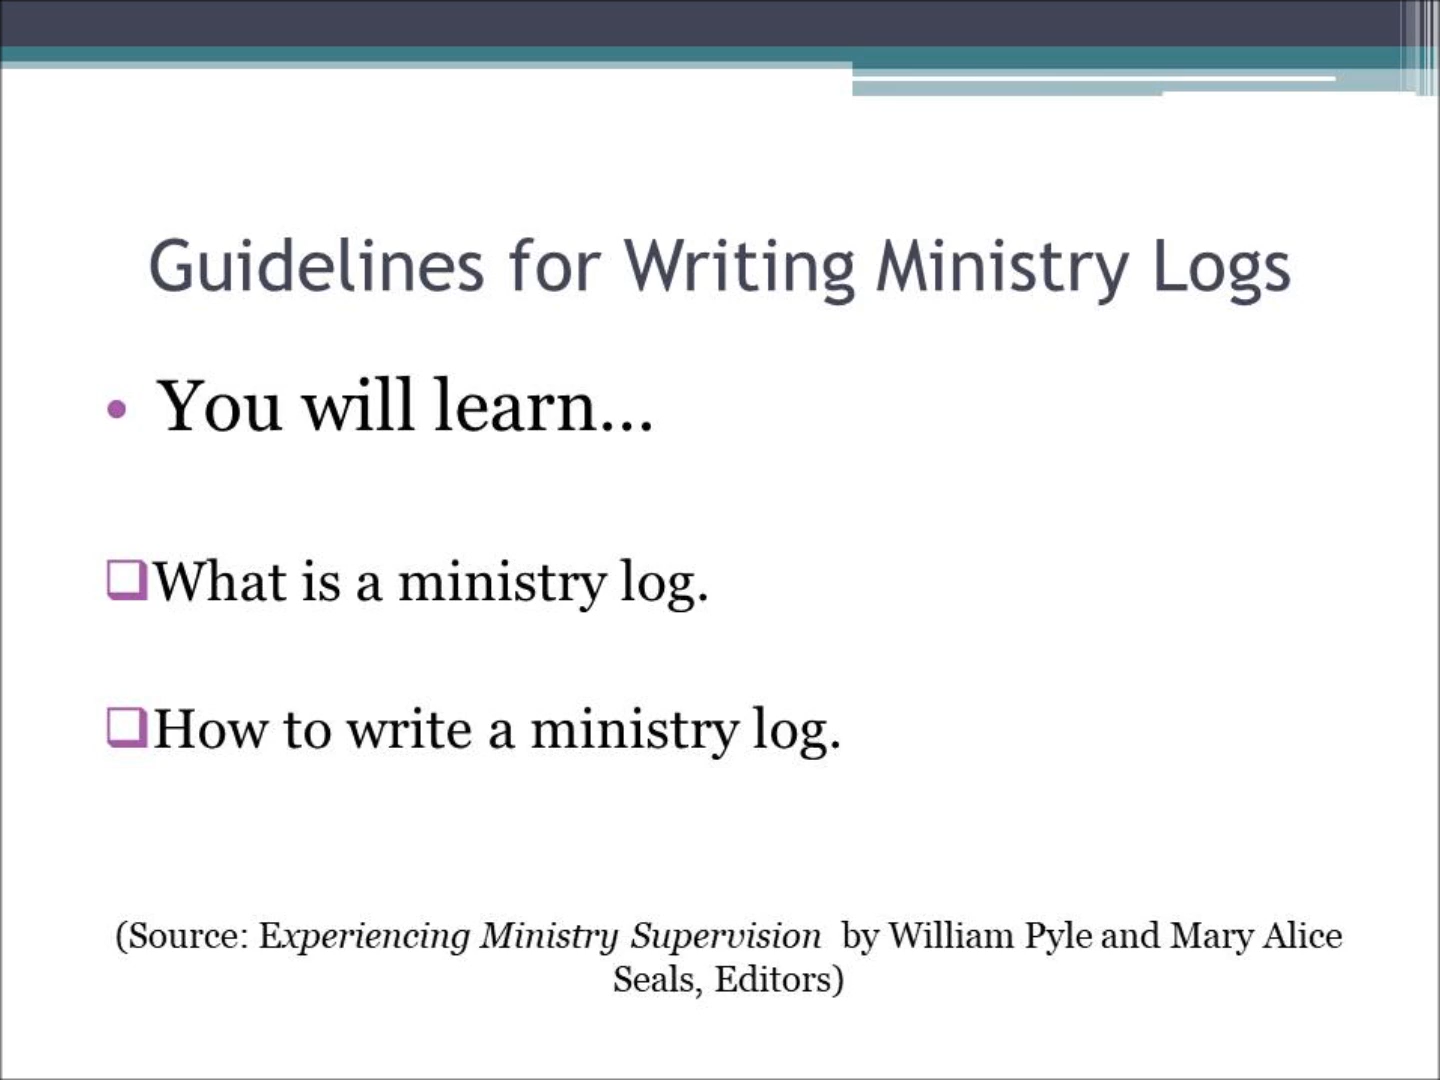 Guidelines for Writing Ministry Logs
• You will learn…
❑What is a ministry log.
❑How to write a ministry log.
(Source: Experiencing Ministry Supervision by William Pyle and Mary Alice
Seals, Editors)